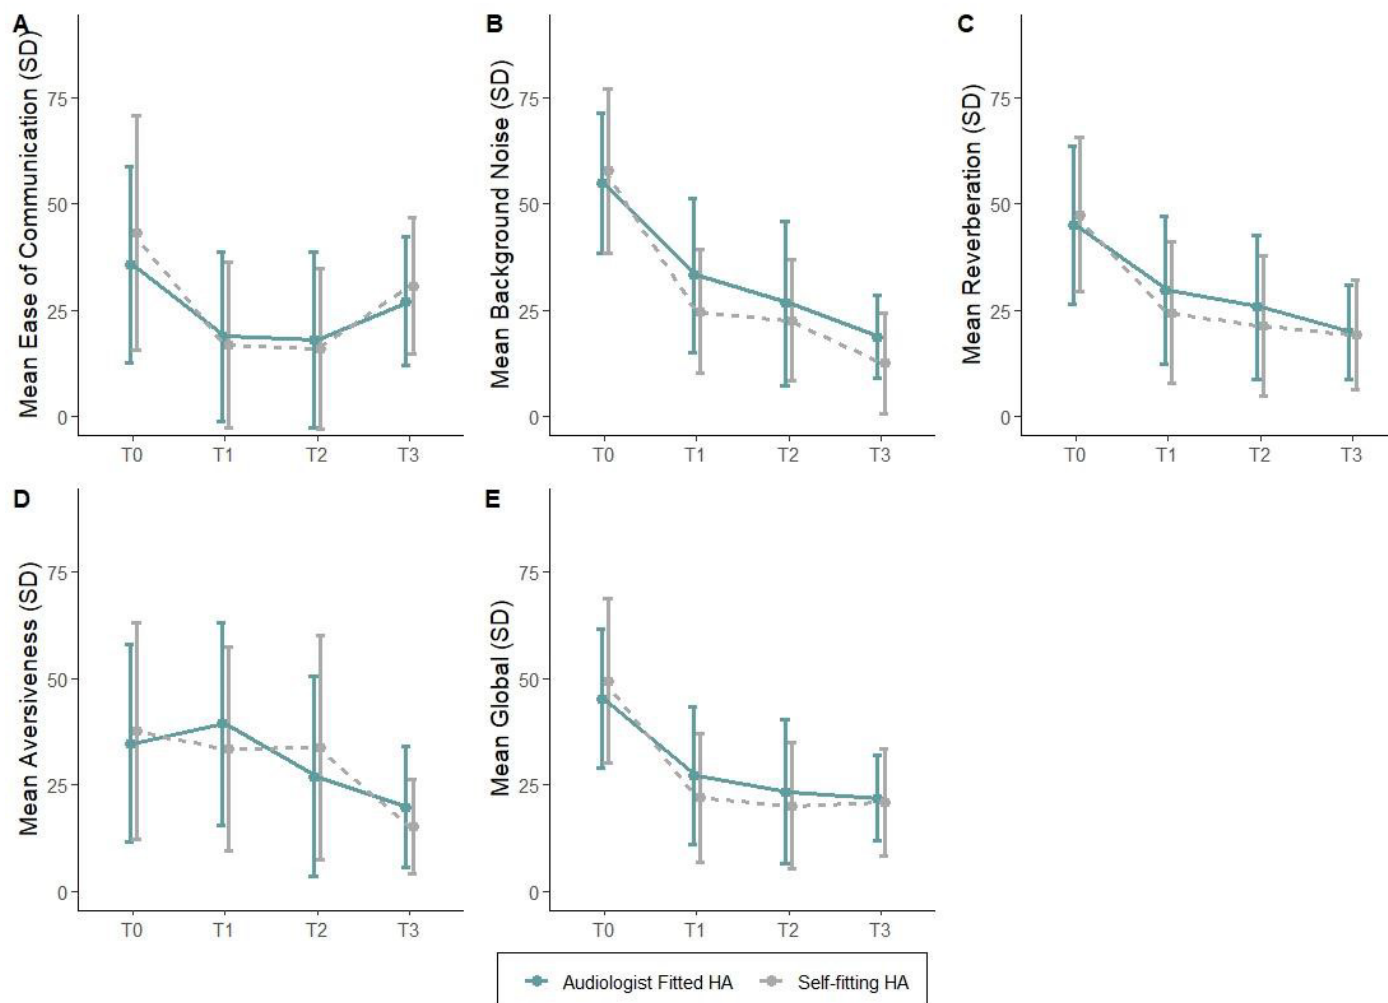 A
Mean Ease of Communication (SD)
75
50
25
0
T0 T1 T2 T3
B
Mean Background Noise (SD)
75
50
25
0
T0 T1 T2 T3
C
Mean Reverberation (SD)
75
50
25
0
T0 T1 T2 T3
D
Mean Aversiveness (SD)
75
50
25
0
T0 T1 T2 T3
E
Mean Global (SD)
75
50
25
0
T0 T1 T2 T3
Audiologist Fitted HA Self-fitting HA